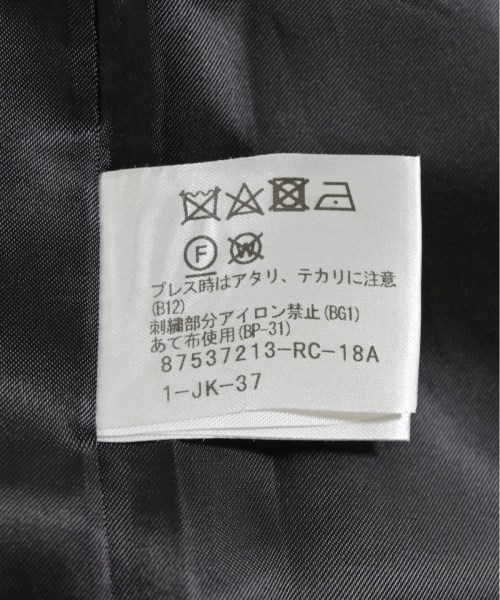 F W
プレス時はアタリ、テカリに注意
(B12)
刺繍部分アイロン禁止(BG1)
あて布使用(BP-31)
87537213-RC-18A
1-JK-37